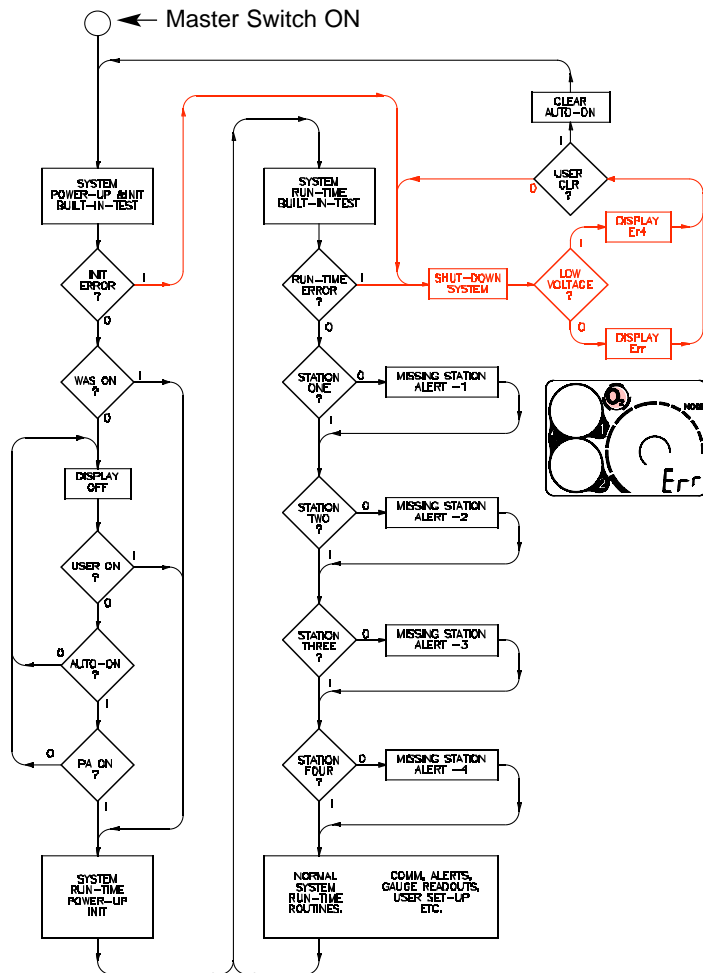 Master Switch ON
SYSTEM
POWER-UP &INIT
BUILT-IN-TEST
INIT
ERROR
?
1
0
WAS ON
?
1
0
DISPLAY
OFF
USER ON
?
1
0
AUTO-ON
?
0
1
PA ON
?
0
1
SYSTEM
RUN-TIME
POWER-UP
INIT
SYSTEM
RUN-TIME
BUILT-IN-TEST
RUN-TIME
ERROR
?
1
0
STATION
ONE
?
0
1
MISSING STATION
ALERT -1
STATION
TWO
?
0
1
MISSING STATION
ALERT -2
STATION
THREE
?
0
1
MISSING STATION
ALERT -3
STATION
FOUR
?
0
1
MISSING STATION
ALERT -4
NORMAL
SYSTEM
RUN-TIME
ROUTINES.
COMM, ALERTS,
GAUGE READOUTS,
USER SET-UP
ETC.
CLEAR
AUTO-ON
1
USER
CLR
?
0
SHUT-DOWN
SYSTEM
LOW
VOLTAGE
?
1
0
DISPLAY
Er4
DISPLAY
Err
O2
1
2
Err